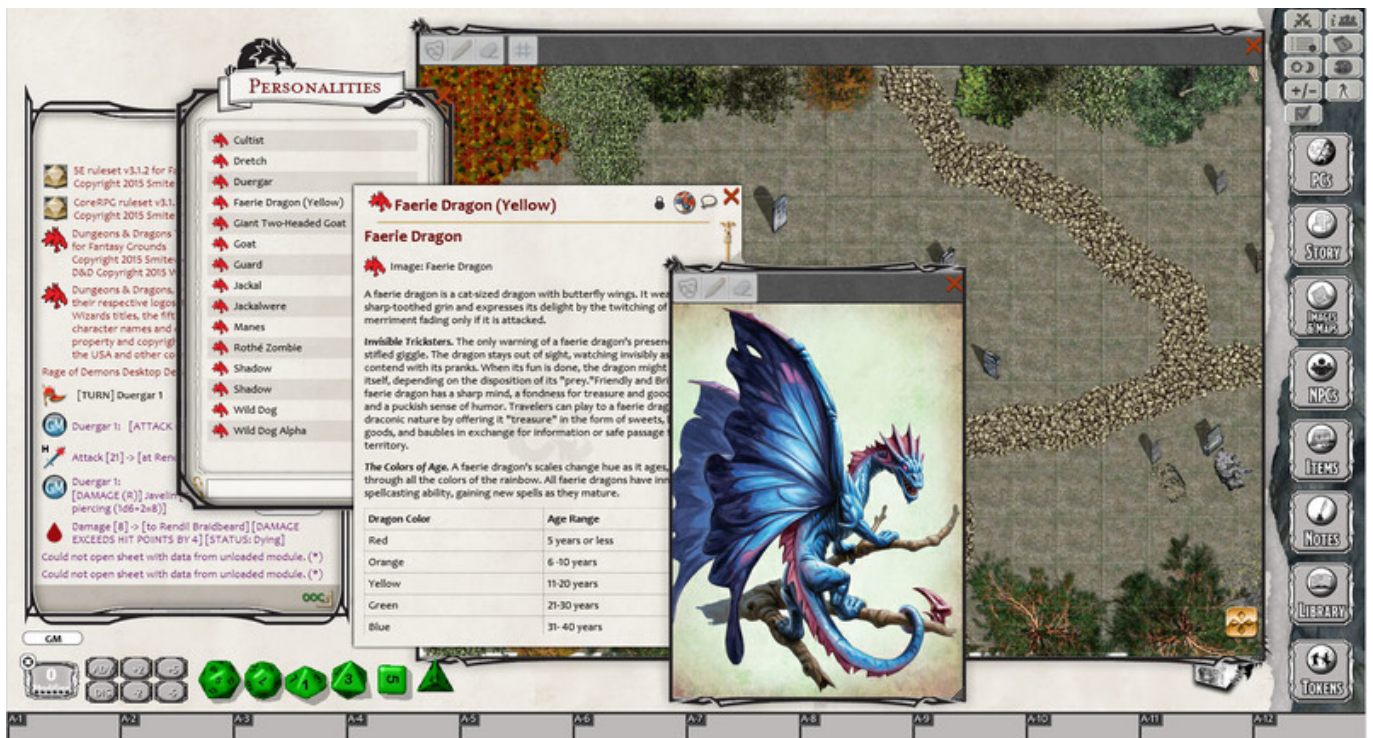 PERSONALITIES
Cultist
Dretch
Duergar
Faerie Dragon (Yellow)
Giant Two-Headed Goat
Goat
Guard
Jackal
Jackalwere
Manes
Rothé Zombie
Shadow
Shadow
Wild Dog
Wild Dog Alpha
5E ruleset v3.1.2 for
Copyright 2015 Smite
CoreRPG ruleset v3.1.
Copyright 2015 Smite
Dungeons & Dragons
for Fantasy Grounds
Copyright 2015 Smite
D&D Copyright 2015 W
Dungeons & Dragons,
their respective logos
Wizards titles, the fift
character names and
property and copyrigh
the USA and other co
Rage of Demons Desktop De
[TURN] Duergar 1
GM
Duergar 1: [ATTACK
H
Attack [21] -> [at Rend
GM
Duergar 1:
[DAMAGE (R)] Javelin
piercing (1d6+2=8)]
Damage [8] -> [to Rendil Braidbeard] [DAMAGE
EXCEEDS HIT POINTS BY 4] [STATUS: Dying]
Could not open sheet with data from unloaded module. (*)
Could not open sheet with data from unloaded module. (*)
OOC
GM
Faerie Dragon (Yellow)
Faerie Dragon
Image: Faerie Dragon
A faerie dragon is a cat-sized dragon with butterfly wings. It wea
sharp-toothed grin and expresses its delight by the twitching of
merriment fading only if it is attacked.
Invisible Tricksters. The only warning of a faerie dragon's presen
stifled giggle. The dragon stays out of sight, watching invisibly as
contend with its pranks. When its fun is done, the dragon might
itself, depending on the disposition of its "prey."Friendly and Bri
faerie dragon has a sharp mind, a fondness for treasure and good
and a puckish sense of humor. Travelers can play to a faerie drag
draconic nature by offering it "treasure" in the form of sweets,
goods, and baubles in exchange for information or safe passage
territory.
The Colors of Age. A faerie dragon's scales change hue as it ages,
through all the colors of the rainbow. All faerie dragons have inn
spellcasting ability, gaining new spells as they mature.
Dragon Color Age Range
Red 5 years or less
Orange 6 -10 years
Yellow 11-20 years
Green 21-30 years
Blue 31- 40 years
+/-
PCS
STORY
IMAGES & MAPS
NPCS
ITEMS
NOTES
LIBRARY
TOKENS
0
ADV +2 +5
DIS -2 -5
1
3
5
A-1 A-2 A-3 A-4 A-5 A-6 A-7 A-8 A-9 A-10 A-11 A-12